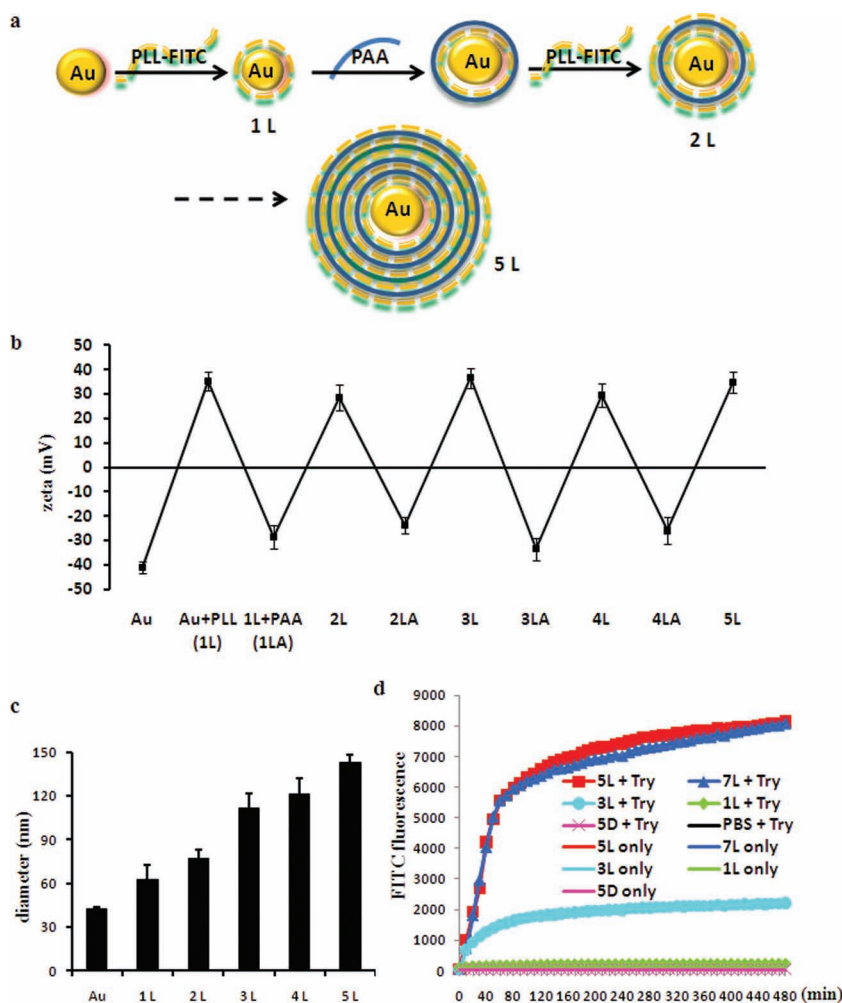 a
Au PLL-FITC Au PAA Au PLL-FITC Au
1 L 2 L
Au
5 L
b
50
40
30
20
10
0
-10
-20
-30
-40
-50
zeta (mV)
Au Au+PLL 1L+PAA 2L 2LA 3L 3LA 4L 4LA 5L
(1L) (1LA)
c
150
120
90
60
30
0
diameter (nm)
Au 1 L 2 L 3 L 4 L 5 L
d
9000
8000
7000
6000
5000
4000
3000
2000
1000
0
FITC fluorescence
5L + Try 7L + Try
3L + Try 1L + Try
5D + Try PBS + Try
5L only 7L only
3L only 1L only
5D only
0 40 80 120 160 200 240 280 320 360 400 440 480 (min)